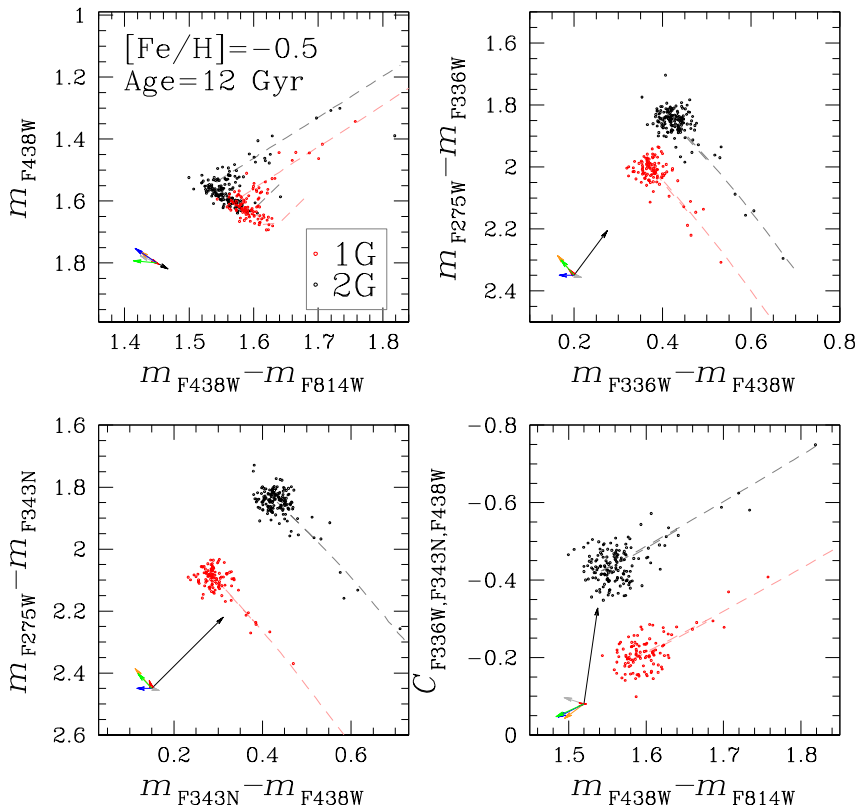 1
1.2
1.4
1.6
1.8
m F438W
[Fe/H]=−0.5
Age=12 Gyr
1G
2G
1.4 1.5 1.6 1.7 1.8
m F438W − m F814W
1.6
1.8
2
2.2
2.4
m F275W − m F336W
0.2 0.4 0.6 0.8
m F336W − m F438W
1.6
1.8
2
2.2
2.4
2.6
m F275W − m F343N
0.2 0.4 0.6
m F343N − m F438W
−0.8
−0.6
−0.4
−0.2
0
C F336W,F343N,F438W
1.5 1.6 1.7 1.8
m F438W − m F814W